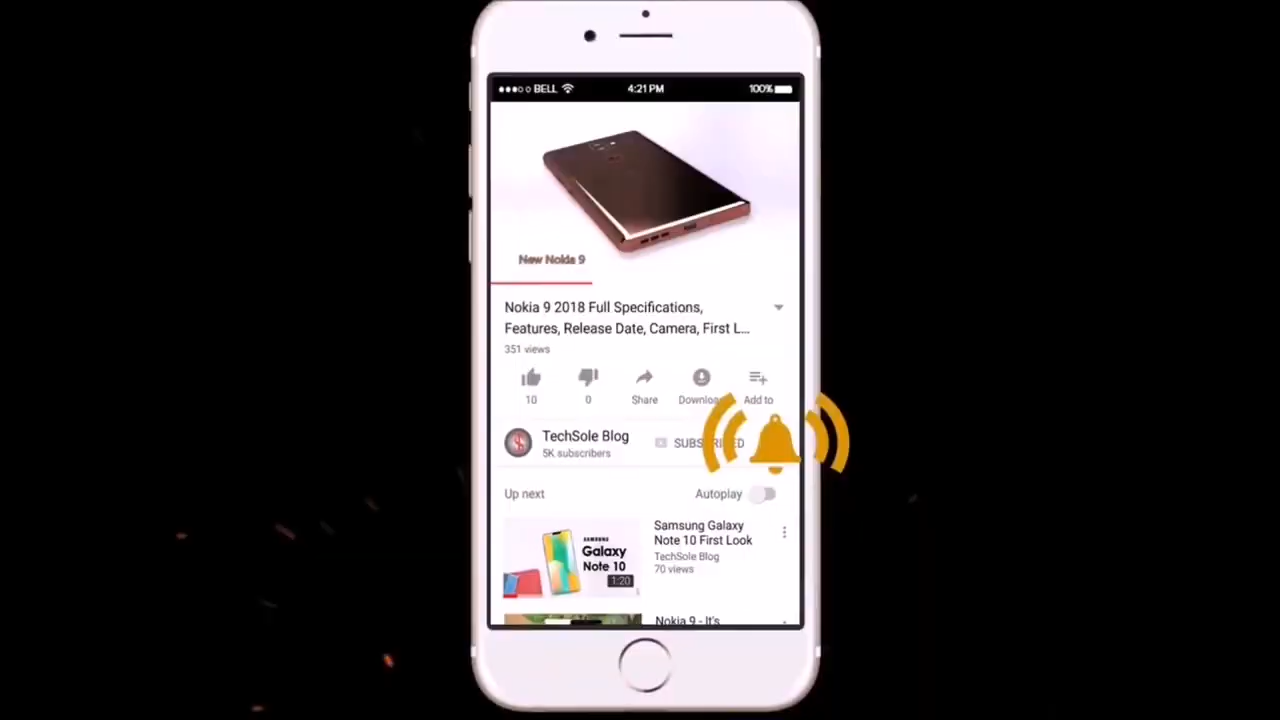 BELL
4:21 PM
100%
New Nokia 9
Nokia 9 2018 Full Specifications,
Features, Release Date, Camera, First L...
351 views
10
0
Share
Add to
TechSole Blog
5K subscribers
Up next
Autoplay
Samsung Galaxy
Note 10 First Look
TechSole Blog
70 views
SAMSUNG
Galaxy
Note 10
1:20
Nokia 9 - It's